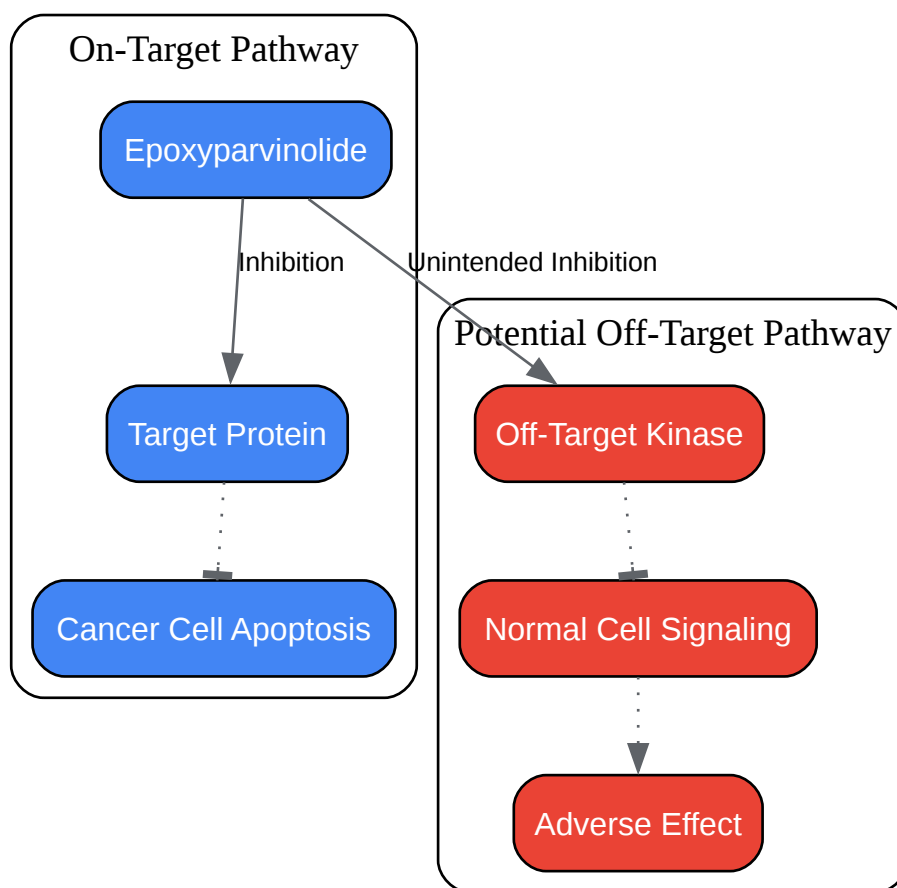 On-Target Pathway
Epoxyparvinolide
Inhibition
Unintended Inhibition
Potential Off-Target Pathway
Target Protein
Off-Target Kinase
Cancer Cell Apoptosis
Normal Cell Signaling
Adverse Effect